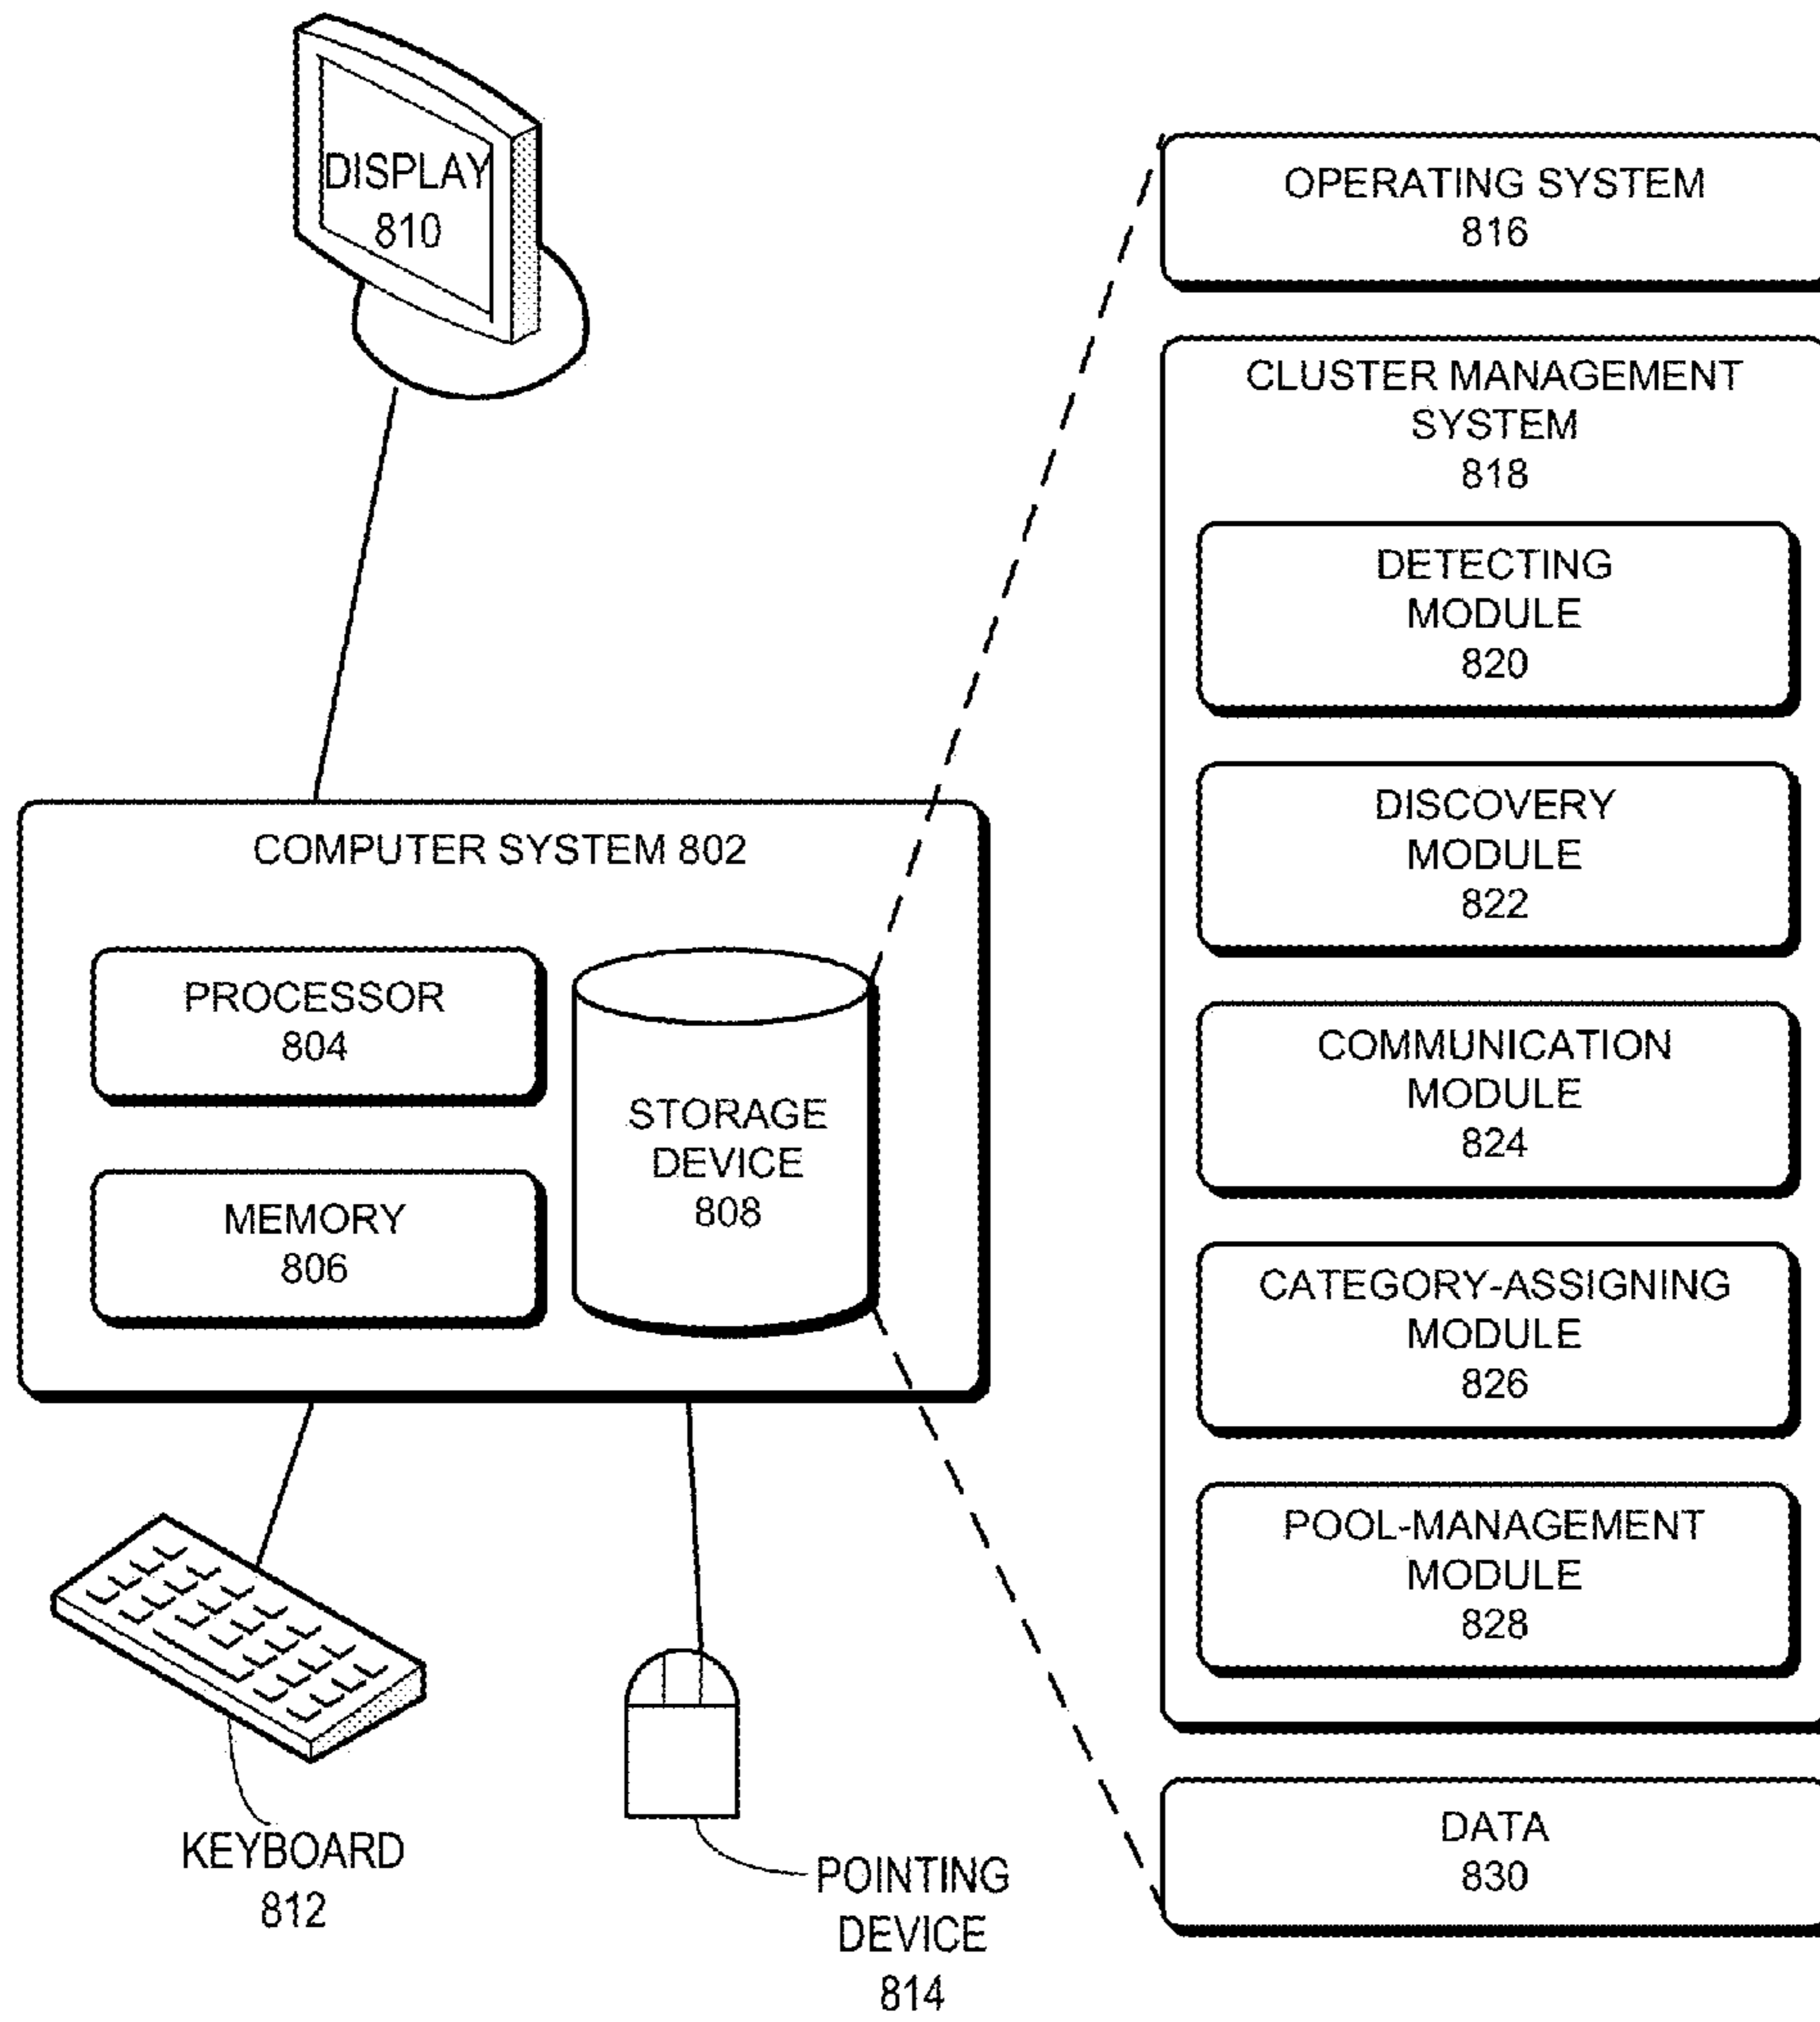 DISPLAY
810
COMPUTER SYSTEM 802
PROCESSOR
804
MEMORY
806
STORAGE
DEVICE
808
KEYBOARD
812
POINTING
DEVICE
814
OPERATING SYSTEM
816
CLUSTER MANAGEMENT
SYSTEM
818
DETECTING
MODULE
820
DISCOVERY
MODULE
822
COMMUNICATION
MODULE
824
CATEGORY-ASSIGNING
MODULE
826
POOL-MANAGEMENT
MODULE
828
DATA
830